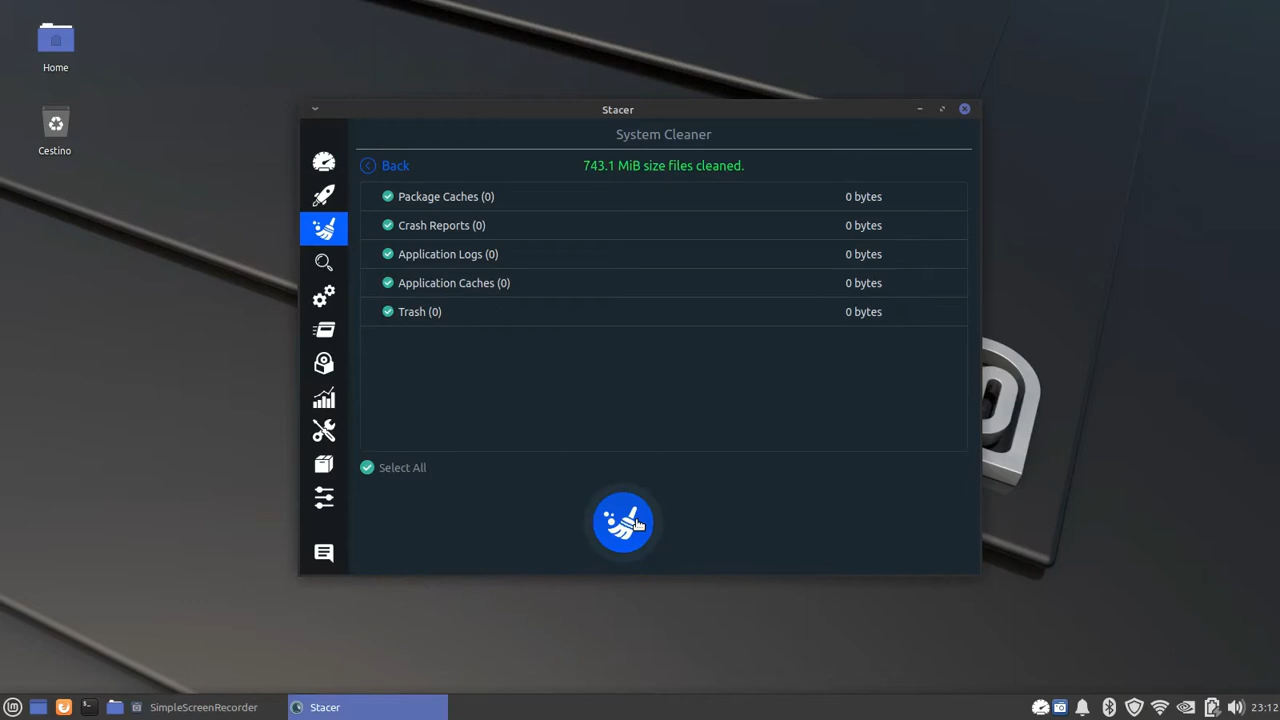 Home
Cestino
Stacer
System Cleaner
Back
743.1 MiB size files cleaned.
Package Caches (0) 0 bytes
Crash Reports (0) 0 bytes
Application Logs (0) 0 bytes
Application Caches (0) 0 bytes
Trash (0) 0 bytes
Select All
SimpleScreenRecorder
Stacer
23:12